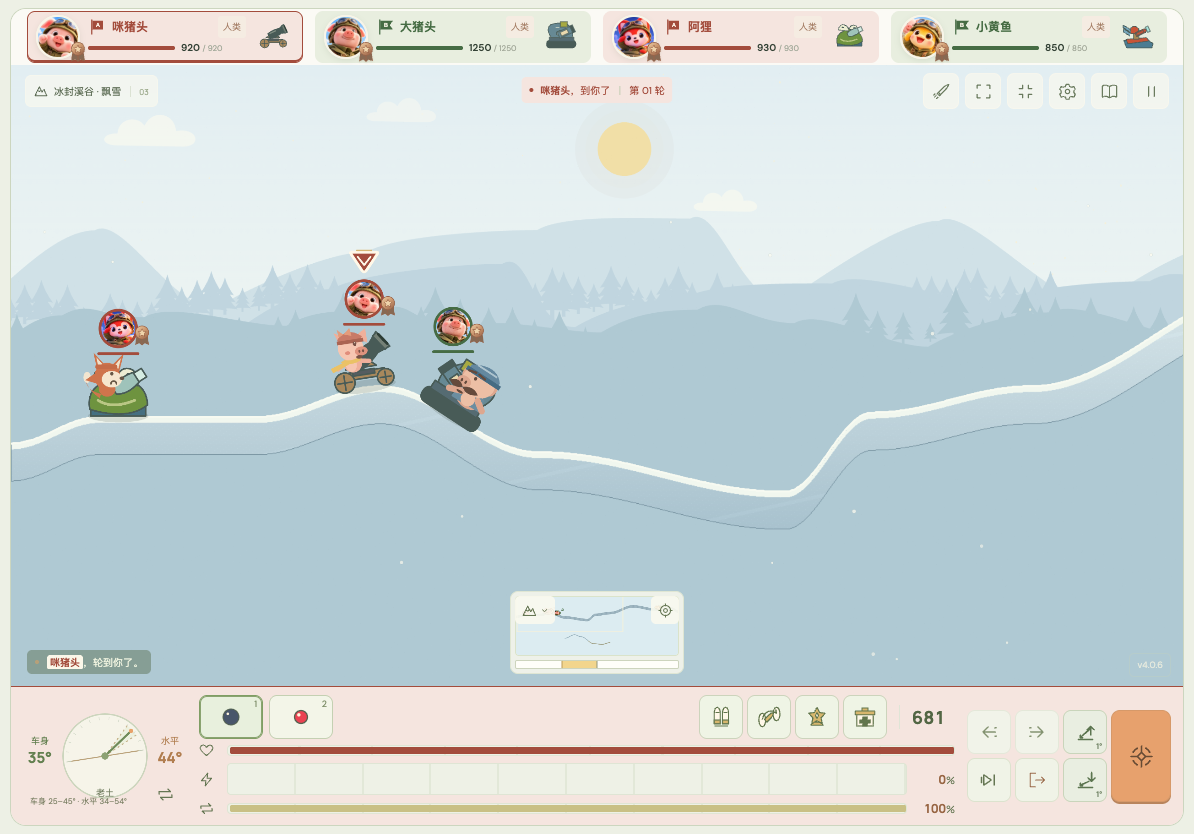 咪猪头
人类
920 / 920
大猪头
人类
1250 / 1250
阿狸
人类
930 / 930
小黄鱼
人类
850 / 850
冰封溪谷 · 飘雪 03
咪猪头，到你了 第 01 轮
咪猪头，轮到你了。
v4.0.6
车身
35°
水平
44°
老土
车身 25–45° · 水平 34–54°
1
2
681
0%
100%
1°
1°